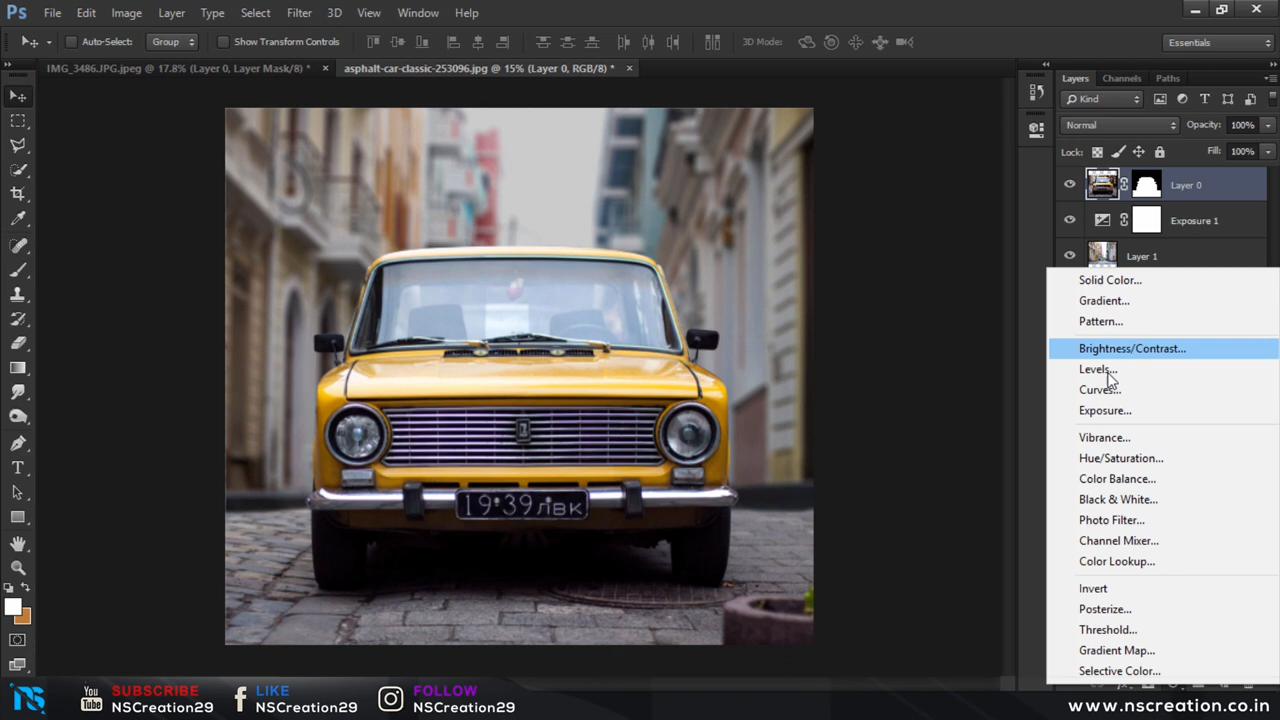 Ps File Edit Image Layer Type Select Filter 3D View Window Help
Auto-Select: Group Show Transform Controls 3D Mode: Essentials
IMG_3486.JPG.jpeg @ 17.8% (Layer 0, Layer Mask/8) * × asphalt-car-classic-253096.jpg @ 15% (Layer 0, RGB/8) * ×
Layers Channels Paths
Kind
Normal Opacity: 100%
Lock: Fill: 100%
Layer 0
Exposure 1
Layer 1
Solid Color...
Gradient...
Pattern...
Brightness/Contrast...
Levels...
Curves...
Exposure...
Vibrance...
Hue/Saturation...
Color Balance...
Black & White...
Photo Filter...
Channel Mixer...
Color Lookup...
Invert
Posterize...
Threshold...
Gradient Map...
Selective Color...
19*39ЛВК
You Tube SUBSCRIBE NSCreation29
LIKE NSCreation29
FOLLOW NSCreation29
www.nscreation.co.in